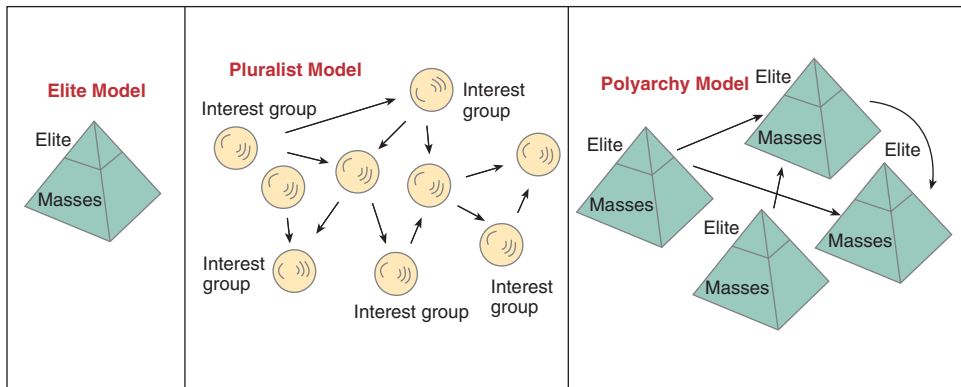 Elite Model
Elite
Masses
Pluralist Model
Interest group
Interest
group
Interest
group
Interest group
Interest
group
Polyarchy Model
Elite
Masses
Elite
Masses
Elite
Masses
Elite
Masses